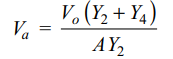 V_a = \frac{V_o (Y_2 + Y_4)}{A Y_2}